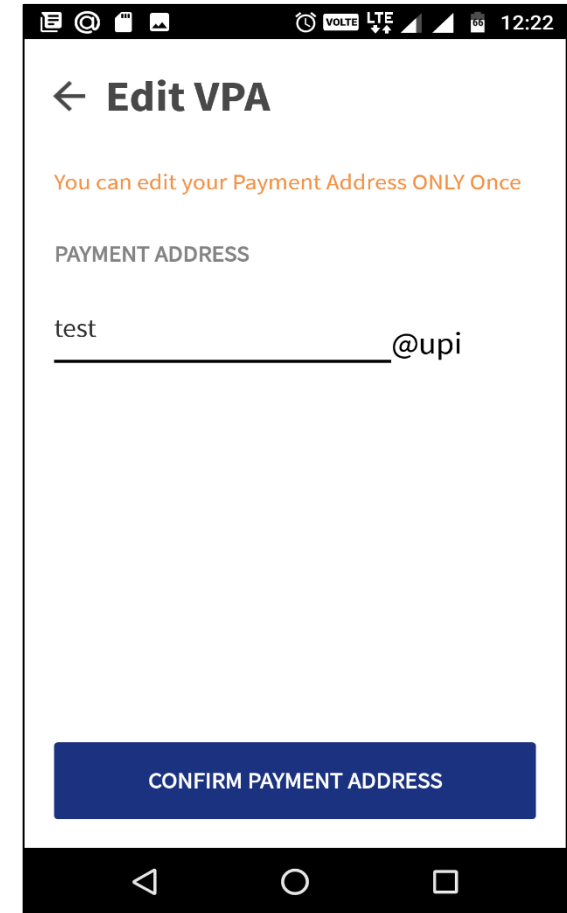 VOLTE LTE 66 12:22
Edit VPA
You can edit your Payment Address ONLY Once
PAYMENT ADDRESS
test
@upi
CONFIRM PAYMENT ADDRESS